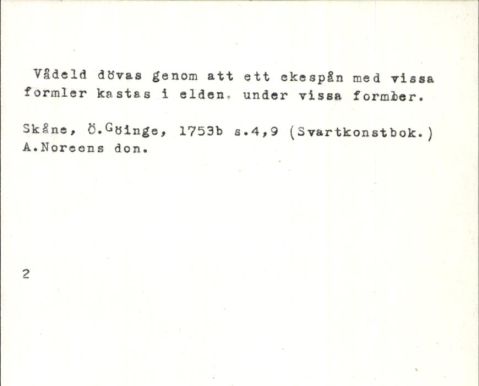 Vådeld dövas genom att ett ekespån med vissa
formler kastas i elden. under vissa formler.
Skåne, Ö.Göinge, 1753b s.4,9 (Svartkonstbok.)
A.Noreens don.
2